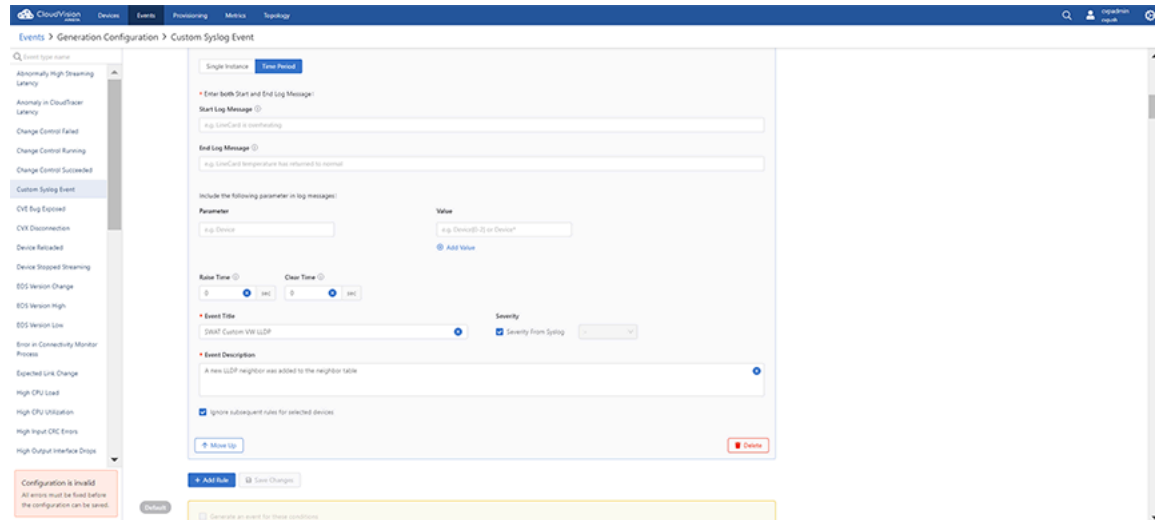 CloudVision
ARISTA
Devices
Events
Provisioning
Metrics
Topology
cvpadmin
Events > Generation Configuration > Custom Syslog Event
Event type name
Abnormally High Streaming
Latency
Anomaly in CloudTracer
Latency
Change Control Failed
Change Control Running
Change Control Succeeded
Custom Syslog Event
CVE Bug Exposed
CVX Disconnection
Device Reloaded
Device Stopped Streaming
EOS Version Change
EOS Version High
EOS Version Low
Error in Connectivity Monitor
Process
Expected Link Change
High CPU Load
High CPU Utilization
High Input CRC Errors
High Output Interface Drops
Configuration is invalid
All errors must be fixed before
the configuration can be saved.
Single Instance
Time Period
* Enter both Start and End Log Message:
Start Log Message
e.g. LineCard is overheating
End Log Message
e.g. LineCard temperature has returned to normal
Include the following parameter in log messages:
Parameter
Value
e.g. Device
e.g. Device[0-2] or Device*
Add Value
Raise Time
Clear Time
0
sec
0
sec
* Event Title
Severity
SWAT Custom VW LLDP
Severity From Syslog
-
* Event Description
A new LLDP neighbor was added to the neighbor table
Ignore subsequent rules for selected devices
Move Up
Delete
+ Add Rule
Save Changes
Default
Generate an event for these conditions